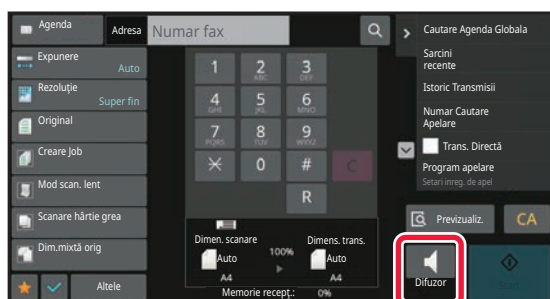 Agenda
Adresa
Numar fax
Expunere
Auto
Rezoluţie
Super fin
Original
Creare Job
Mod scan. lent
Scanare hârtie grea
Dim.mixtă orig
Altele
1
2
ABC
3
DEF
4
GHI
5
JKL
6
MNO
7
PQRS
8
TUV
9
WXYZ
0
#
C
R
Dimen. scanare
100%
Dimens. trans.
Auto
Auto
A4
A4
Memorie recepţ.: 0%
Cautare Agenda Globala
Sarcini
recente
Istoric Transmisii
Numar Cautare
Apelare
Trans. Directă
Program apelare
Setari inreg. de apel
Previzualiz.
CA
Difuzor